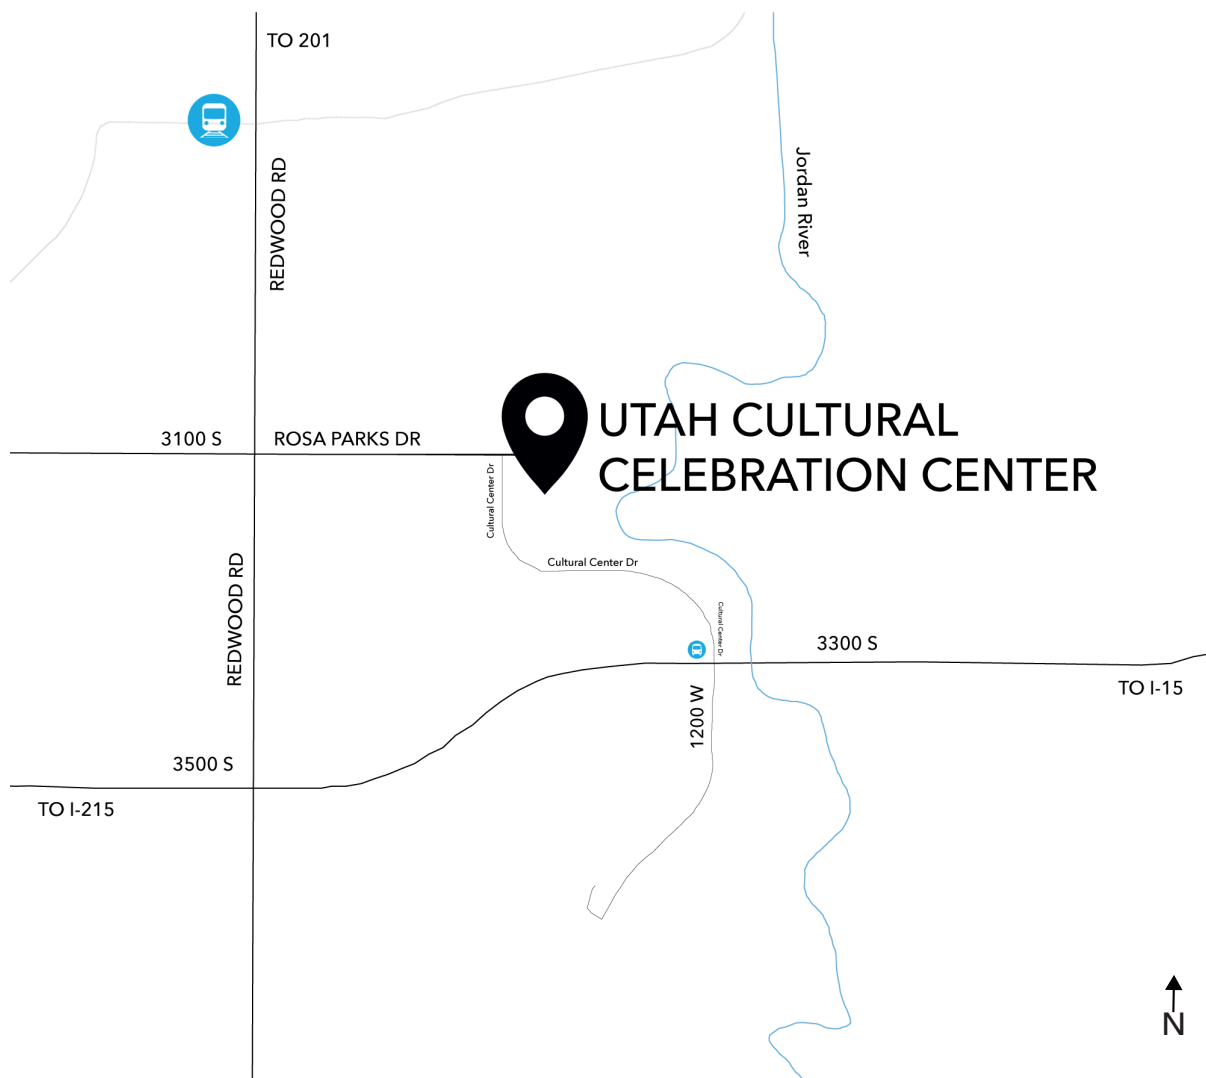 TO 201
REDWOOD RD
Jordan River
UTAH CULTURAL
CELEBRATION CENTER
3100 S
ROSA PARKS DR
Cultural Center Dr
Cultural Center Dr
Cultural Center Dr
REDWOOD RD
3300 S
TO I-15
1200 W
3500 S
TO I-215
N